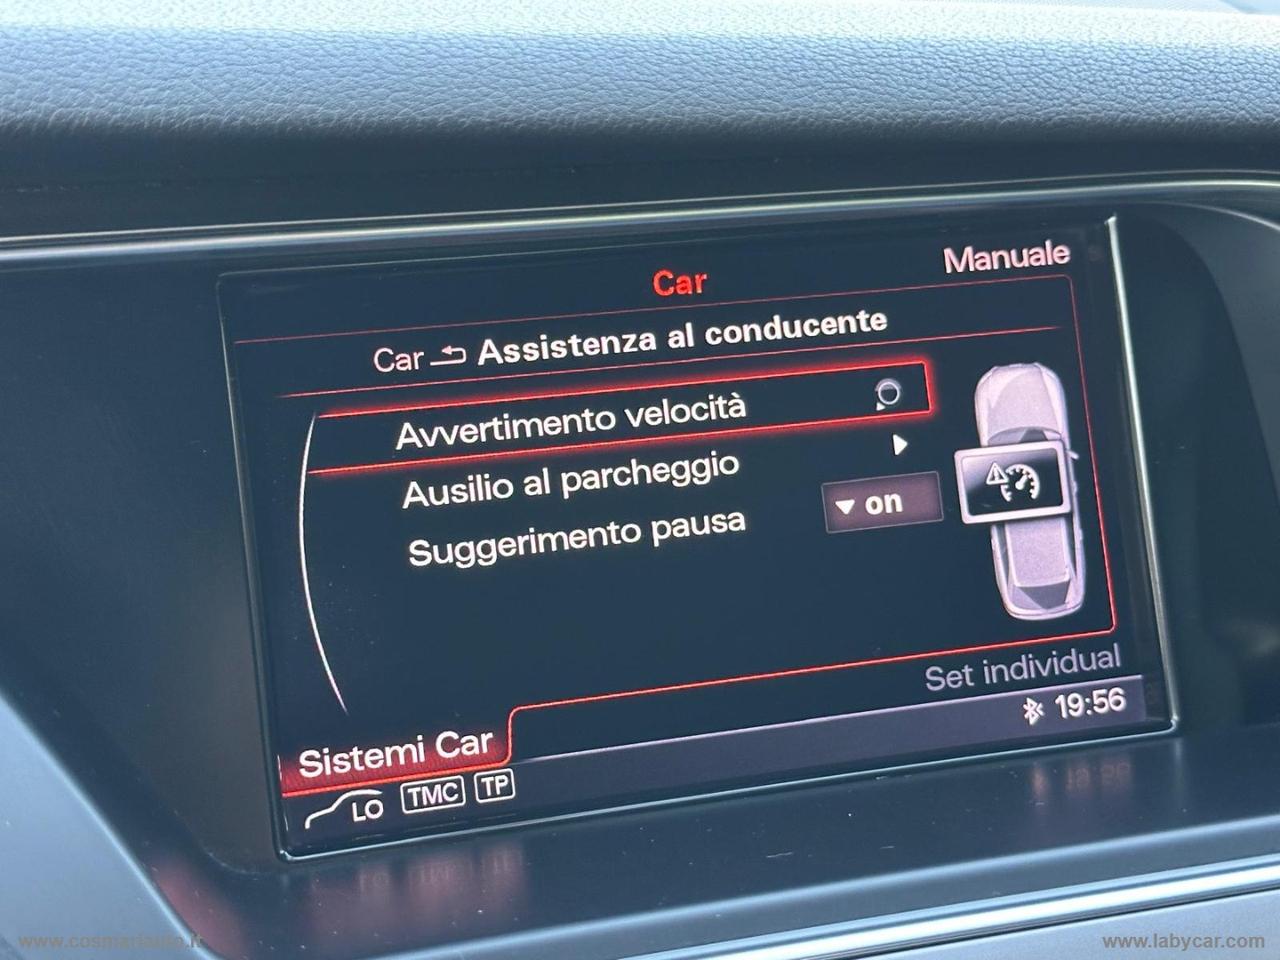 Manuale
Car
Car Assistenza al conducente
Avvertimento velocità
Ausilio al parcheggio
Suggerimento pausa on
Set individual
19:56
Sistemi Car
LO TMC TP
www.cosmariauto.it
www.labycar.com